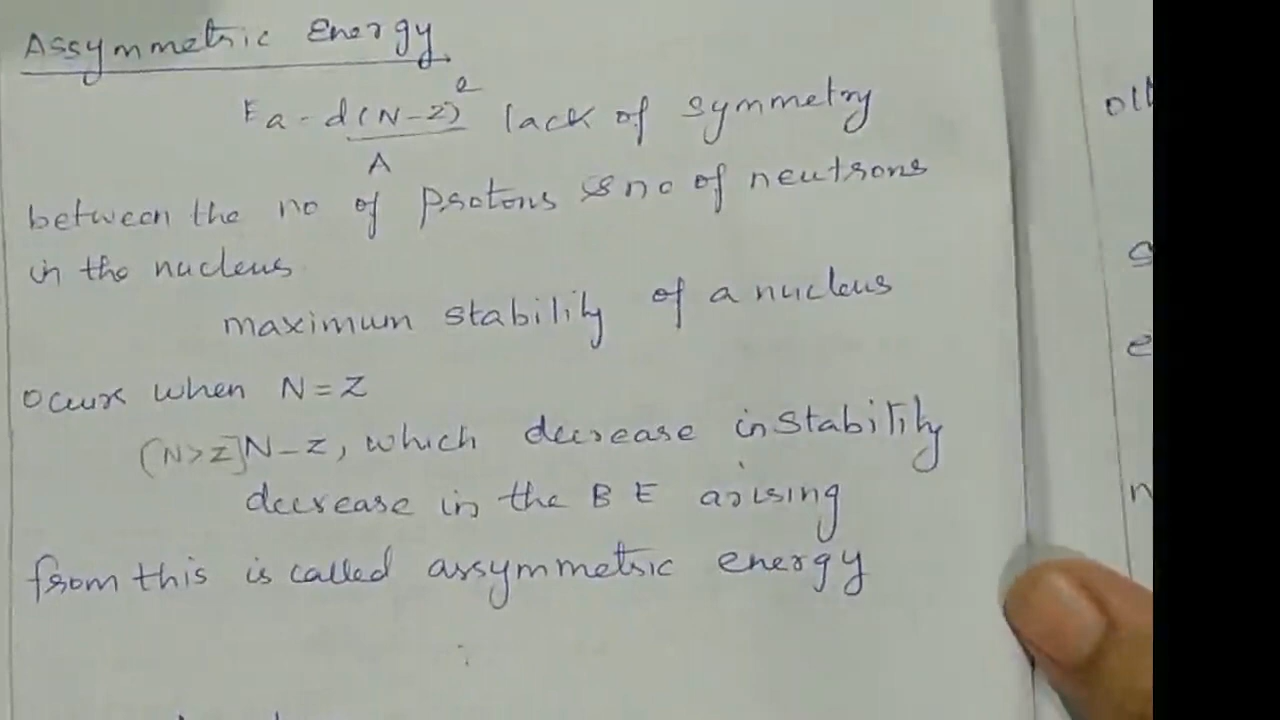 Assymmetric Energy
Ea - d(N-Z)² lack of symmetry
A
between the no of protons & no of neutrons
in the nucleus
maximum stability of a nucleus
occurs when N = Z
(N>Z] N-Z, which decrease in stability
decrease in the B E arising
from this is called assymmetric energy